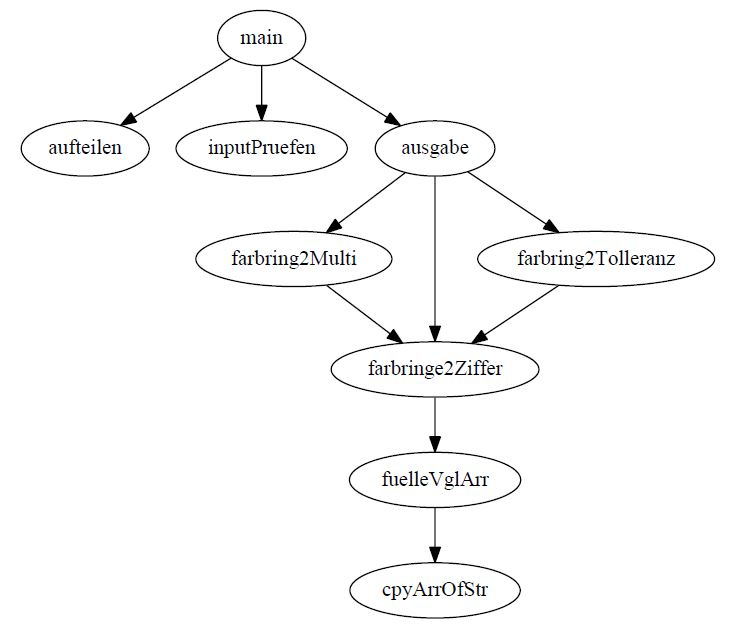 main
aufteilen
inputPruefen
ausgabe
farbring2Multi
farbring2Tolleranz
farbringe2Ziffer
fuelleVglArr
cpyArrOfStr